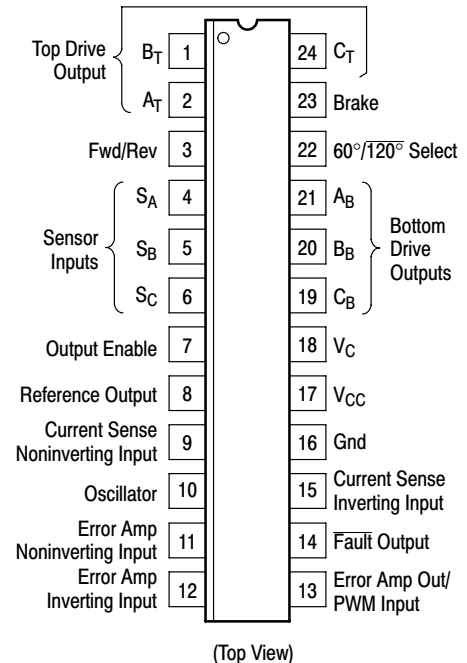 Top Drive
Output
B_T 1
24 C_T
A_T 2
23 Brake
Fwd/Rev 3
22 60°/1̅2̅0̅°̅ Select
Sensor
Inputs
S_A 4
21 A_B
S_B 5
20 B_B
S_C 6
19 C_B
Bottom
Drive
Outputs
Output Enable 7
18 V_C
Reference Output 8
17 V_CC
Current Sense
Noninverting Input 9
16 Gnd
Oscillator 10
15 Current Sense
Inverting Input
Error Amp
Noninverting Input 11
14 F̅a̅u̅l̅t̅ Output
Error Amp
Inverting Input 12
13 Error Amp Out/
PWM Input
(Top View)